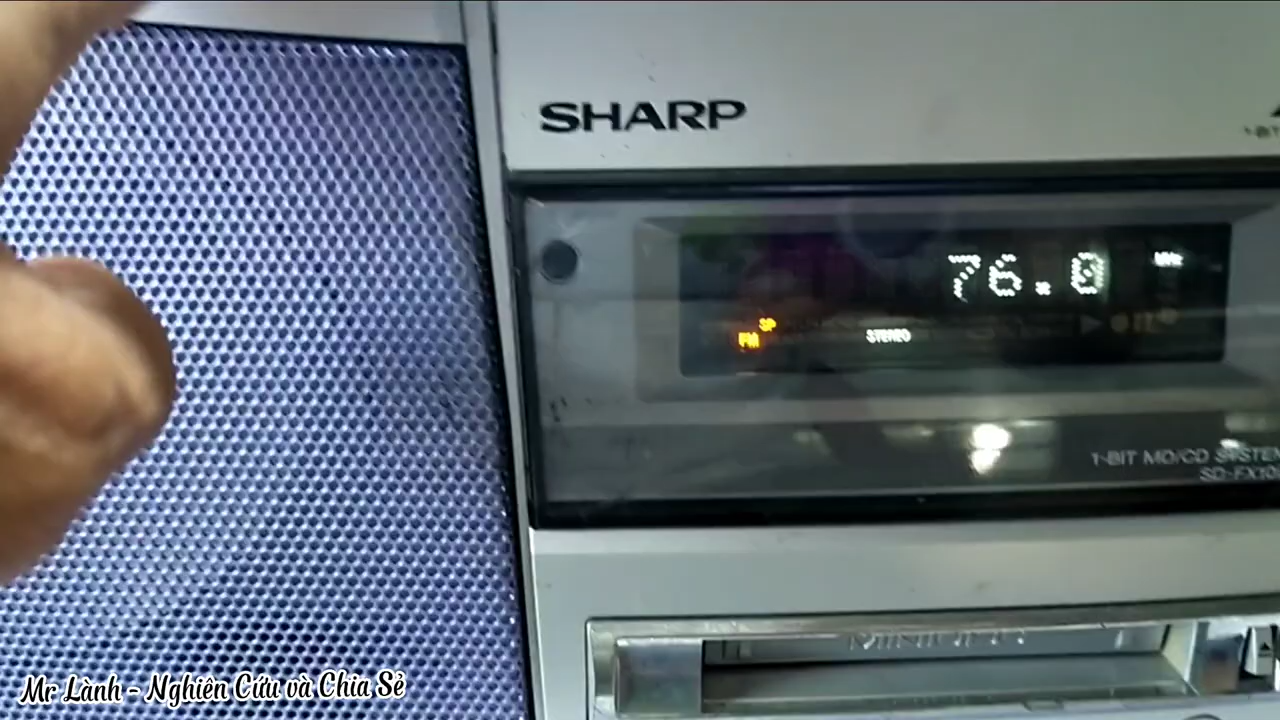 SHARP
76.0
MHz
SP
FM
STEREO
1-BIT MD/CD SYSTEM
Mr Lành - Nghiên Cứu và Chia Sẻ